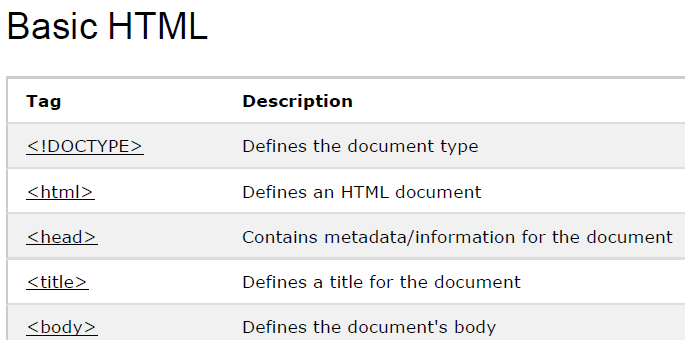 Basic HTML
Tag Description
<!DOCTYPE> Defines the document type
<html> Defines an HTML document
<head> Contains metadata/information for the document
<title> Defines a title for the document
<body> Defines the document's body